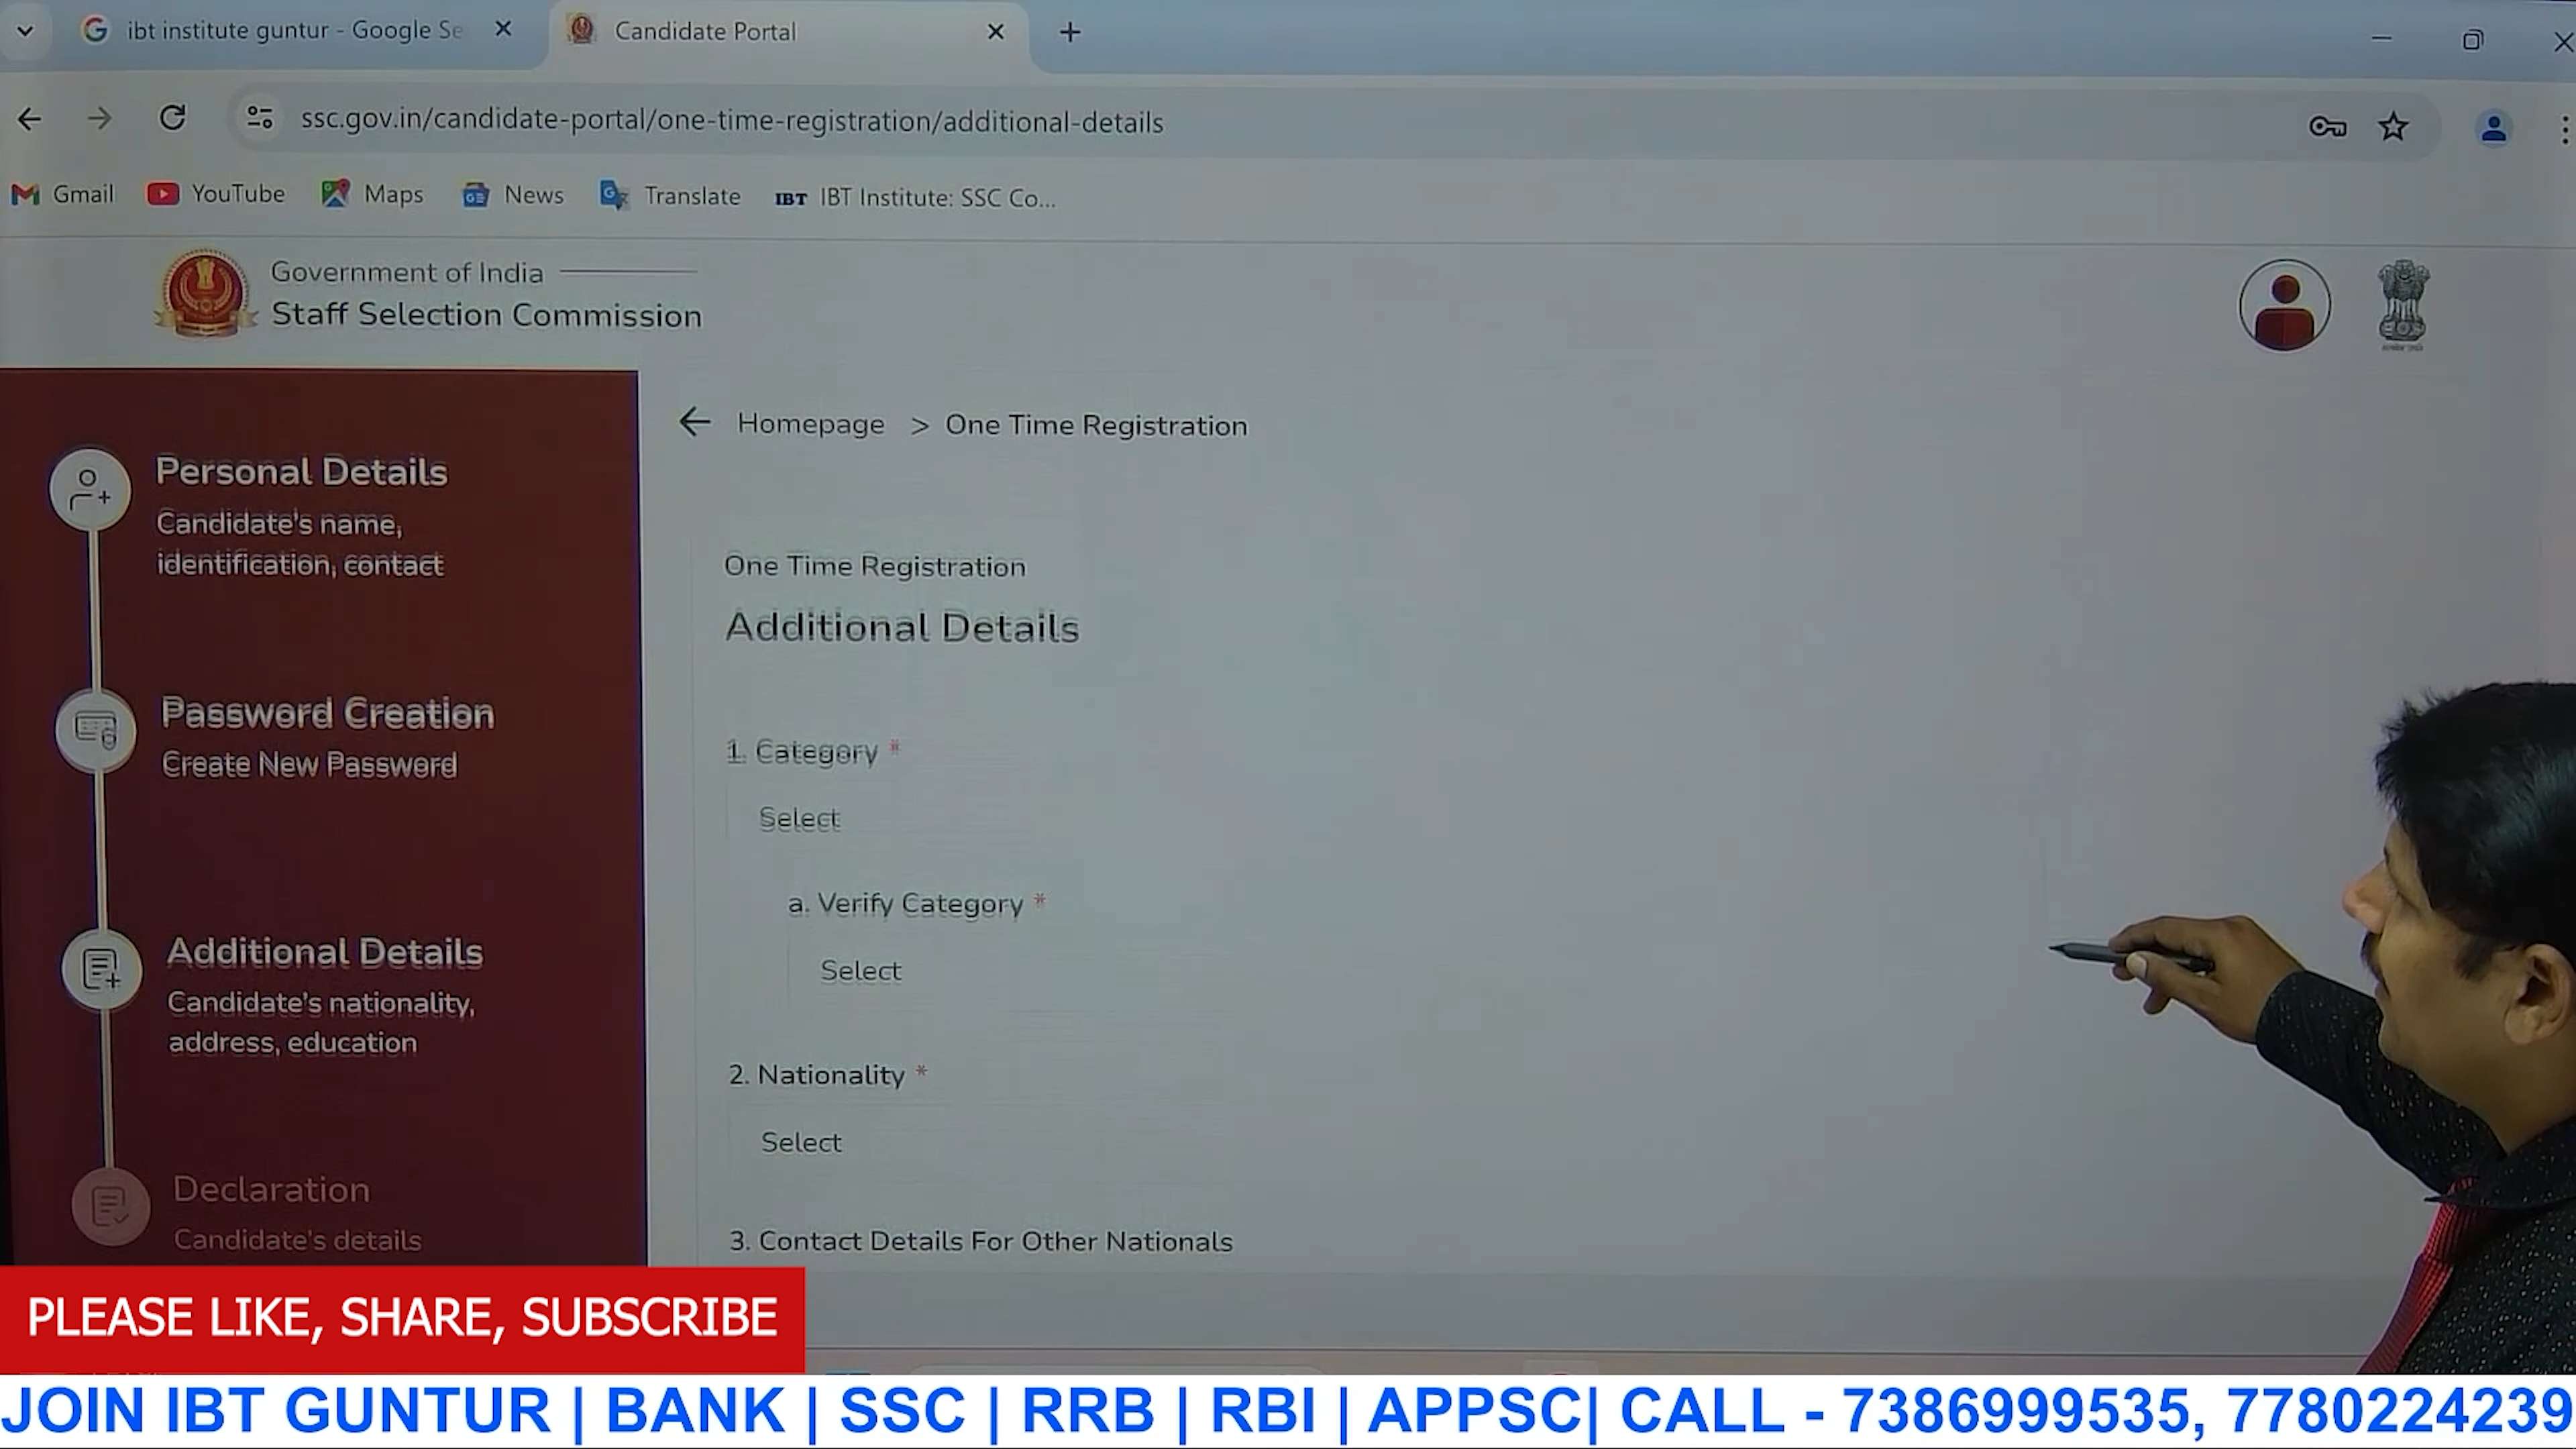 ibt institute guntur - Google Se
Candidate Portal
ssc.gov.in/candidate-portal/one-time-registration/additional-details
Gmail
YouTube
Maps
News
Translate
IBT IBT Institute: SSC Co...
Government of India
Staff Selection Commission
Homepage > One Time Registration
Personal Details
Candidate's name,
identification, contact
Password Creation
Create New Password
Additional Details
Candidate's nationality,
address, education
Declaration
Candidate's details
One Time Registration
Additional Details
1. Category *
Select
a. Verify Category *
Select
2. Nationality *
Select
3. Contact Details For Other Nationals
PLEASE LIKE, SHARE, SUBSCRIBE
JOIN IBT GUNTUR | BANK | SSC | RRB | RBI | APPSC| CALL - 7386999535, 7780224239